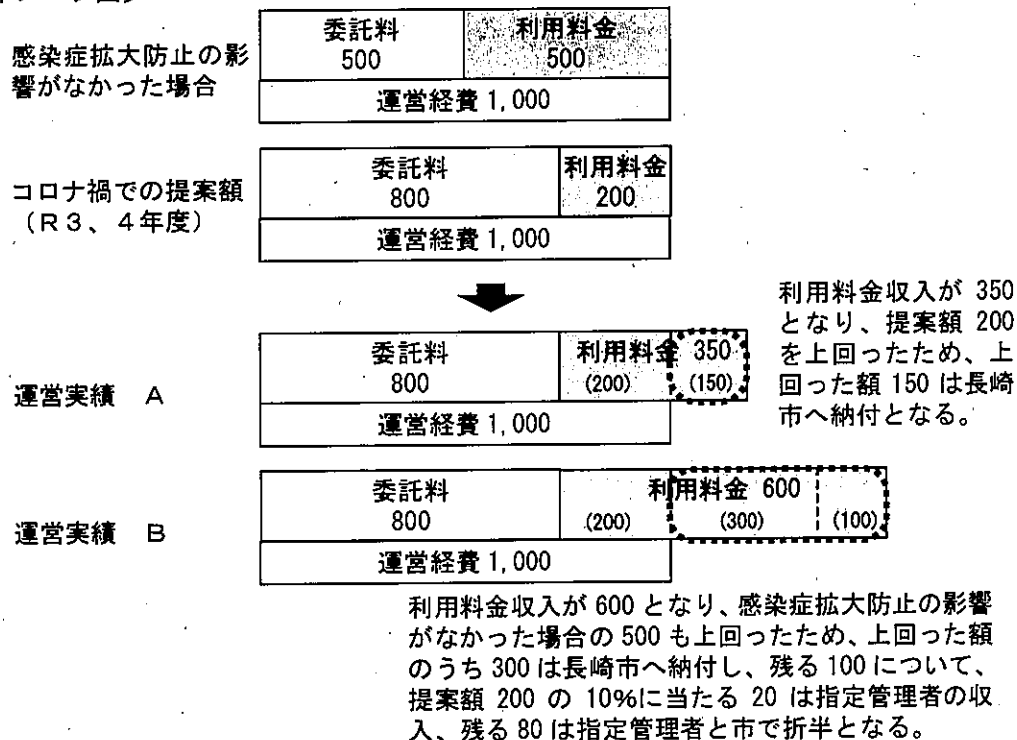 委託料 利用料金
500 500
感染症拡大防止の影
響がなかった場合
運営経費 1,000
委託料 利用料金
800 200
コロナ禍での提案額
（R３、４年度）
運営経費 1,000
利用料金収入が 350
となり、提案額 200
を上回ったため、上
回った額 150 は長崎
市へ納付となる。
委託料 利用料金 350
800 (200) (150)
運営実績 A
運営経費 1,000
委託料 利用料金 600
800 (200) (300) (100)
運営実績 B
運営経費 1,000
利用料金収入が 600 となり、感染症拡大防止の影響
がなかった場合の 500 も上回ったため、上回った額
のうち 300 は長崎市へ納付し、残る 100 について、
提案額 200 の 10%に当たる 20 は指定管理者の収
入、残る 80 は指定管理者と市で折半となる。